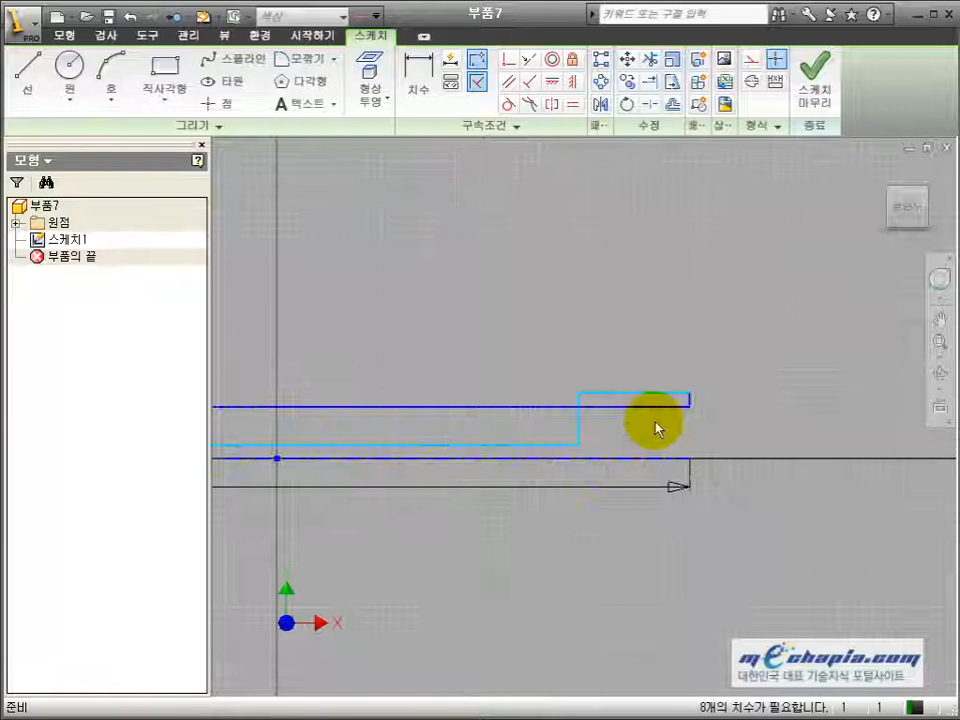 PRO
색상
부품7
키워드 또는 구절 입력
모형 검사 도구 관리 뷰 환경 시작하기 스케치
선 원 호 직사각형 스플라인 타원 점 모깎기 다각형 텍스트 형상 투영 치수 스케치 마무리
그리기 구속조건 패.. 수정 배.. 삽.. 형식 종료
모형
부품7
원점
스케치1
부품의 끝
X
mechapia.com
대한민국 대표 기술지식 포털사이트
준비
8개의 치수가 필요합니다. 1 1